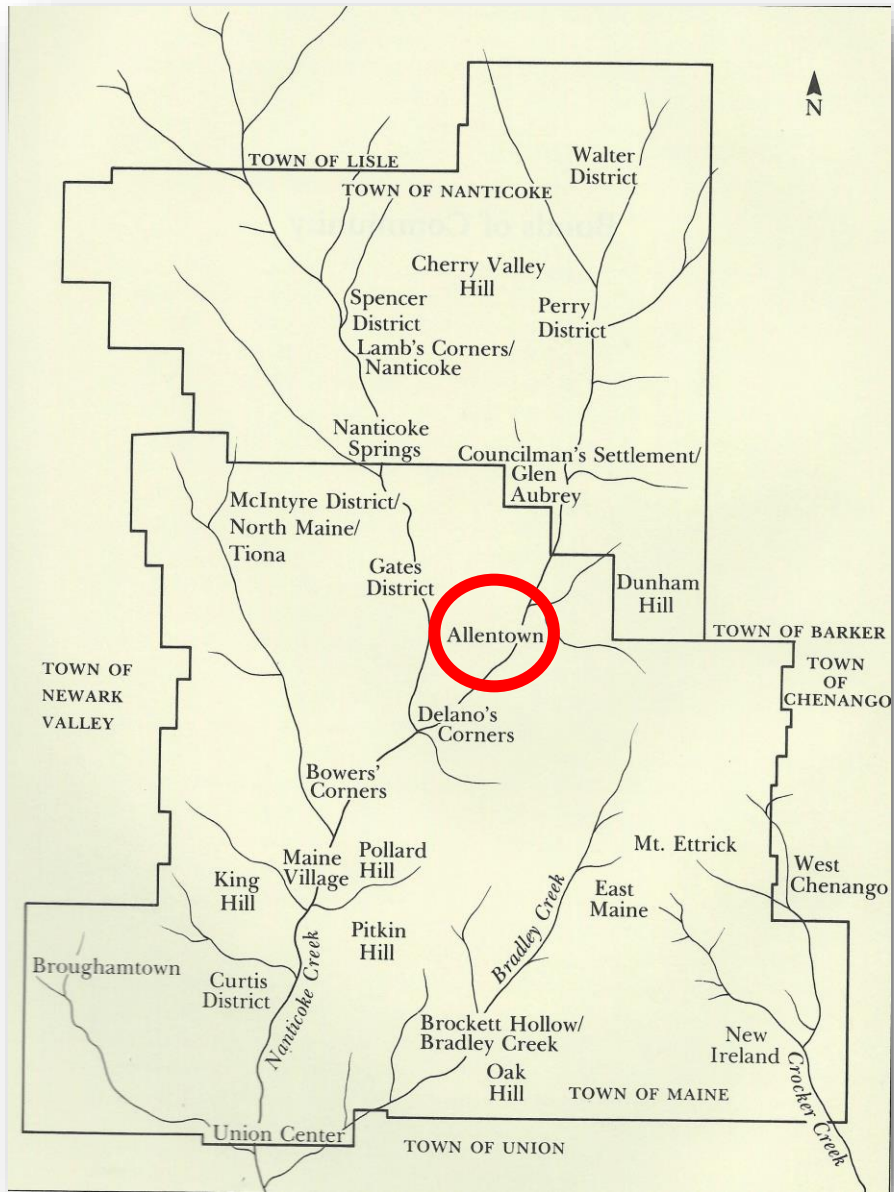 N
TOWN OF LISLE
Walter
District
TOWN OF NANTICOKE
Cherry Valley
Hill
Spencer
District
Perry
District
Lamb's Corners/
Nanticoke
Nanticoke
Springs
Councilman's Settlement/
Glen
Aubrey
McIntyre District/
North Maine/
Tiona
Gates
District
Dunham
Hill
Allentown
TOWN OF BARKER
TOWN OF
NEWARK
VALLEY
TOWN
OF
CHENANGO
Delano's
Corners
Bowers'
Corners
Maine
Village
Pollard
Hill
Mt. Ettrick
West
Chenango
King
Hill
East
Maine
Bradley Creek
Pitkin
Hill
Broughamtown
Curtis
District
Nanticoke Creek
Brockett Hollow/
Bradley Creek
New
Ireland
Oak
Hill
Crocker Creek
TOWN OF MAINE
Union Center
TOWN OF UNION